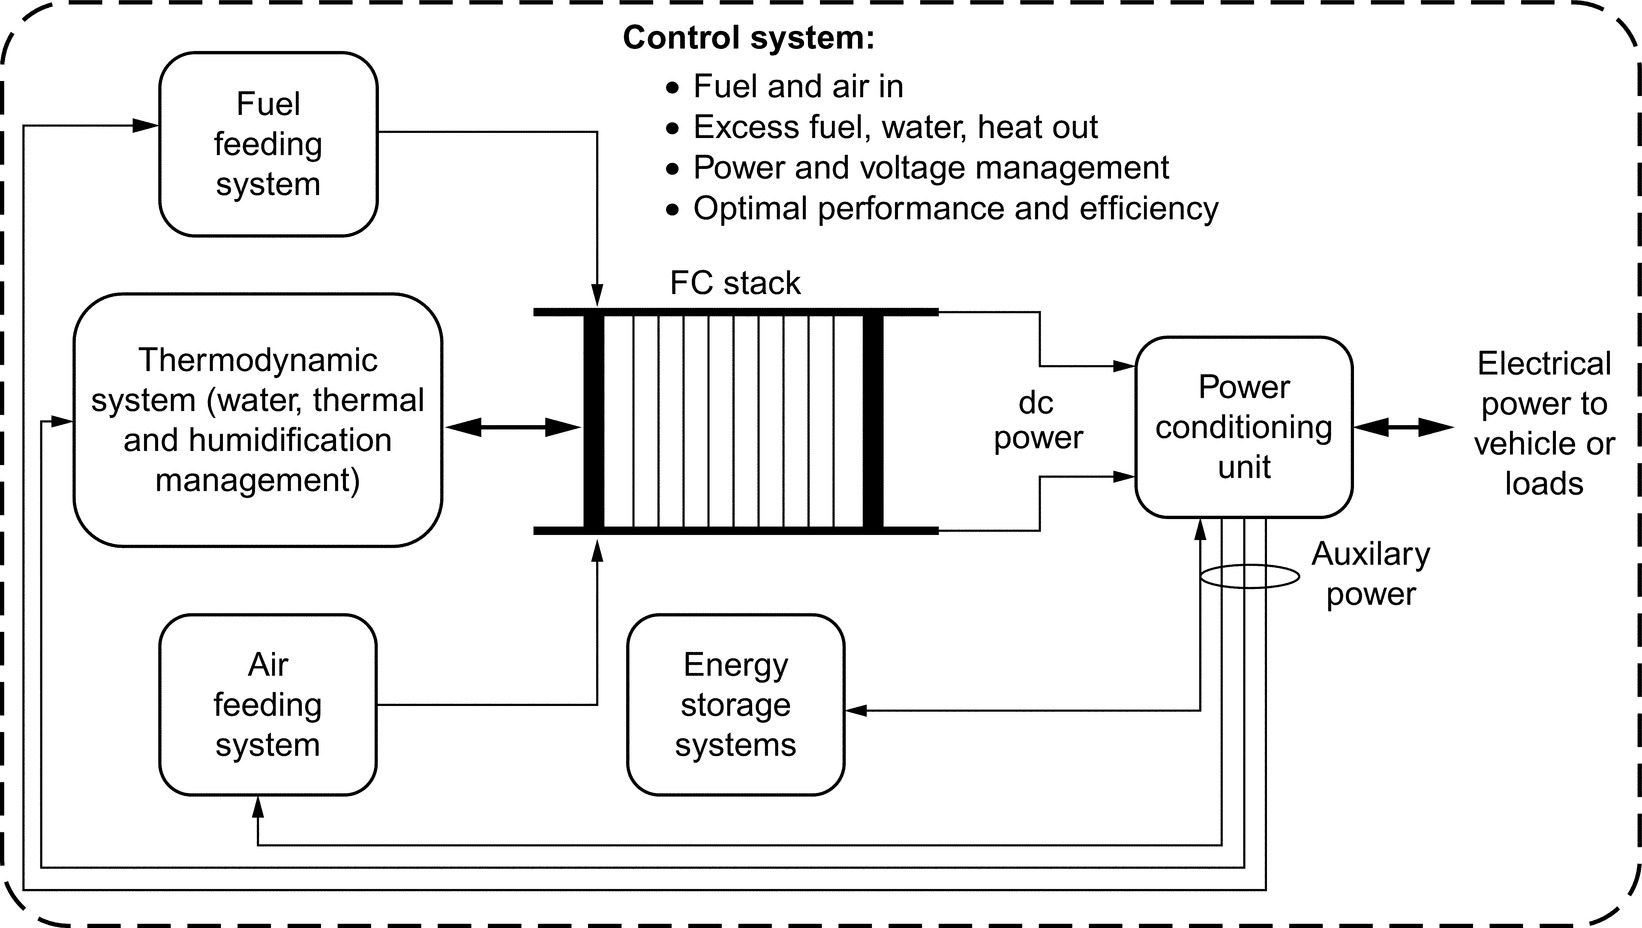 Control system:
• Fuel and air in
• Excess fuel, water, heat out
• Power and voltage management
• Optimal performance and efficiency
Fuel
feeding
system
FC stack
Thermodynamic
system (water, thermal
and humidification
management)
dc
power
Power
conditioning
unit
Electrical
power to
vehicle or
loads
Auxilary
power
Air
feeding
system
Energy
storage
systems